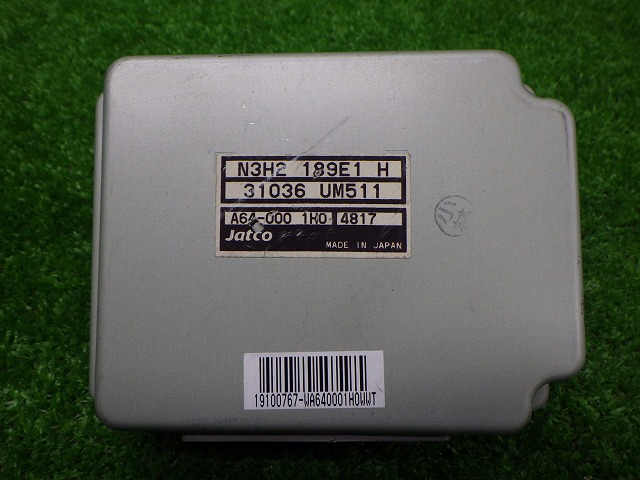 N3H2 189E1 H
31036 UM511
A64-000 1H0 4817
Jatco
MADE IN JAPAN
19100767-WA640001H0WWT